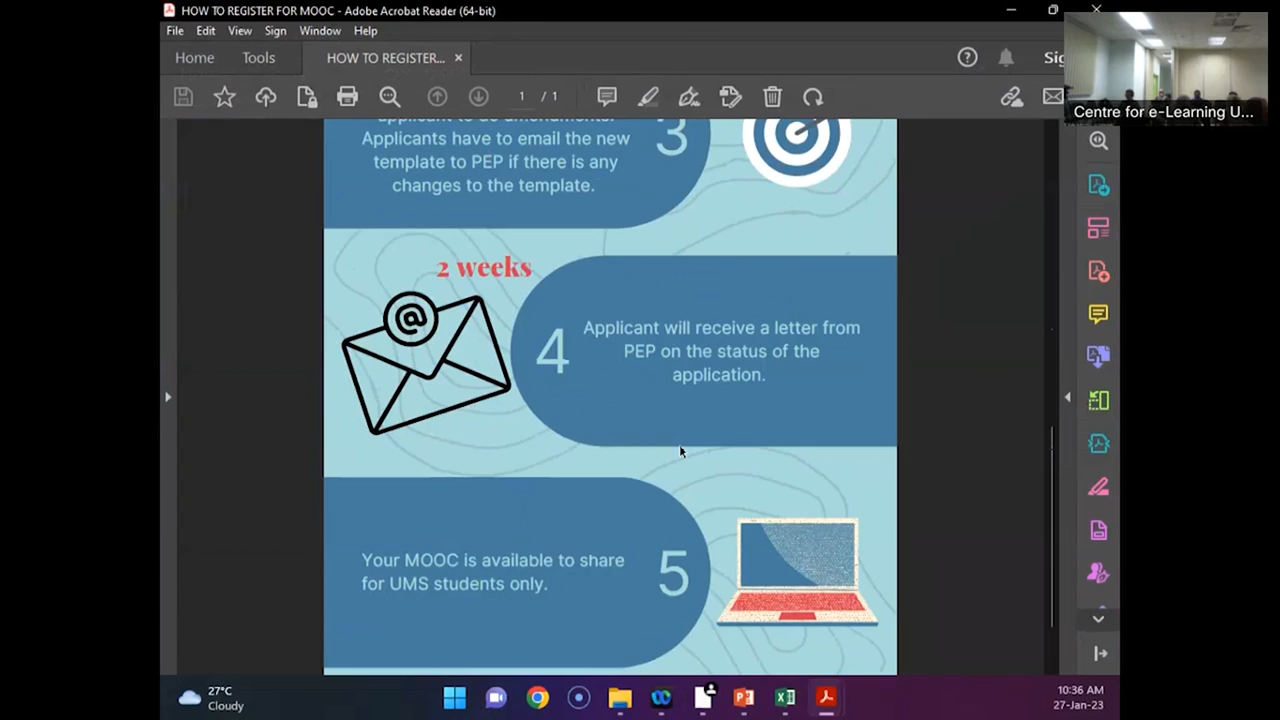 HOW TO REGISTER FOR MOOC - Adobe Acrobat Reader (64-bit)
File Edit View Sign Window Help
Home Tools HOW TO REGISTER...
1 / 1
Centre for e-Learning U...
applicant to do amendments.
Applicants have to email the new
template to PEP if there is any
changes to the template.
3
2 weeks
@
4
Applicant will receive a letter from
PEP on the status of the
application.
Your MOOC is available to share
for UMS students only.
5
27°C
Cloudy
10:36 AM
27-Jan-23